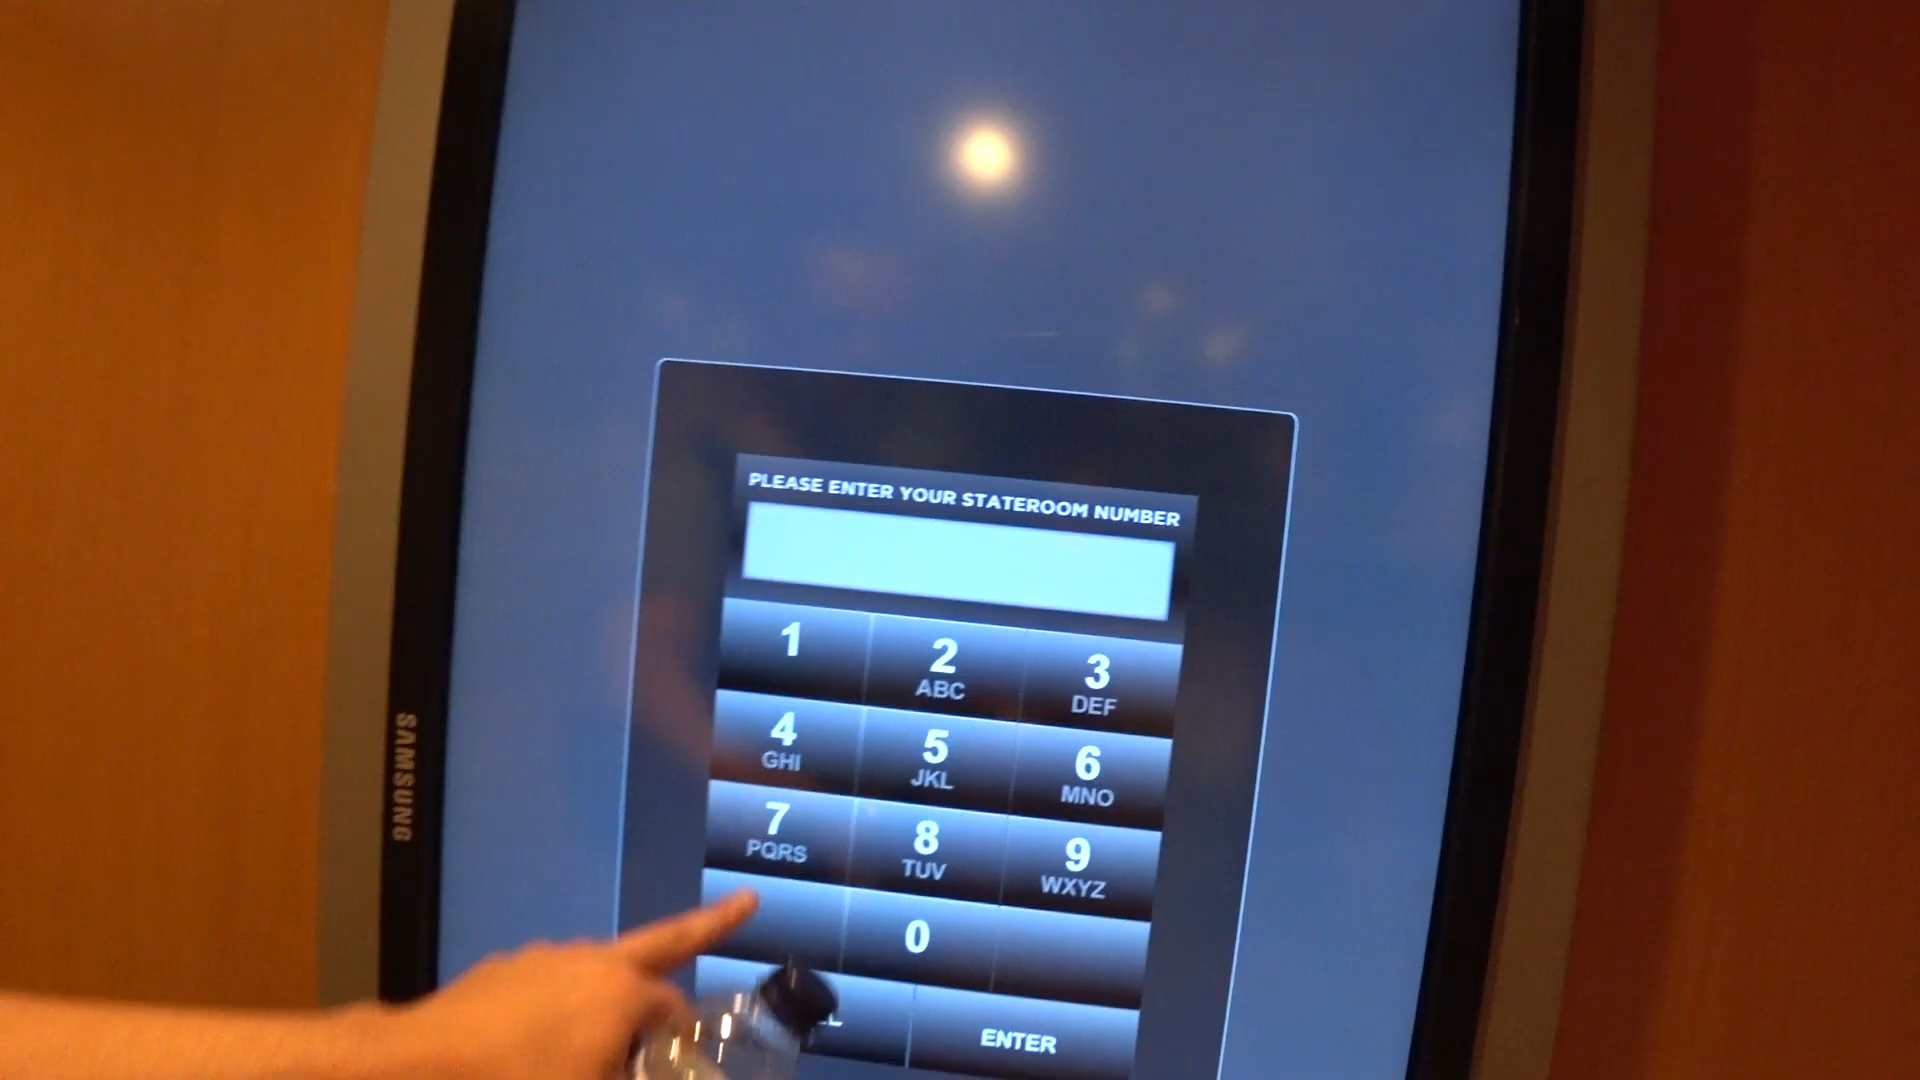 PLEASE ENTER YOUR STATEROOM NUMBER
1
2
3
ABC
DEF
4
5
6
GHI
JKL
MNO
7
8
9
PQRS
TUV
WXYZ
0
ENTER
SAMSUNG